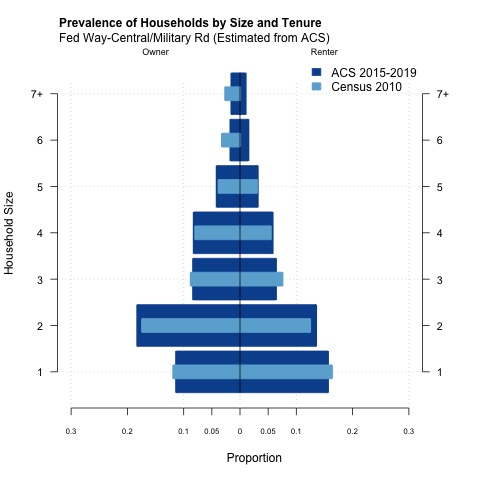 Prevalence of Households by Size and Tenure
Fed Way-Central/Military Rd (Estimated from ACS)
Owner
Renter
ACS 2015-2019
Census 2010
7+
7+
6
6
5
5
4
4
3
3
2
2
1
1
Household Size
0.3 0.2 0.1 0.05 0 0.05 0.1 0.2 0.3
Proportion